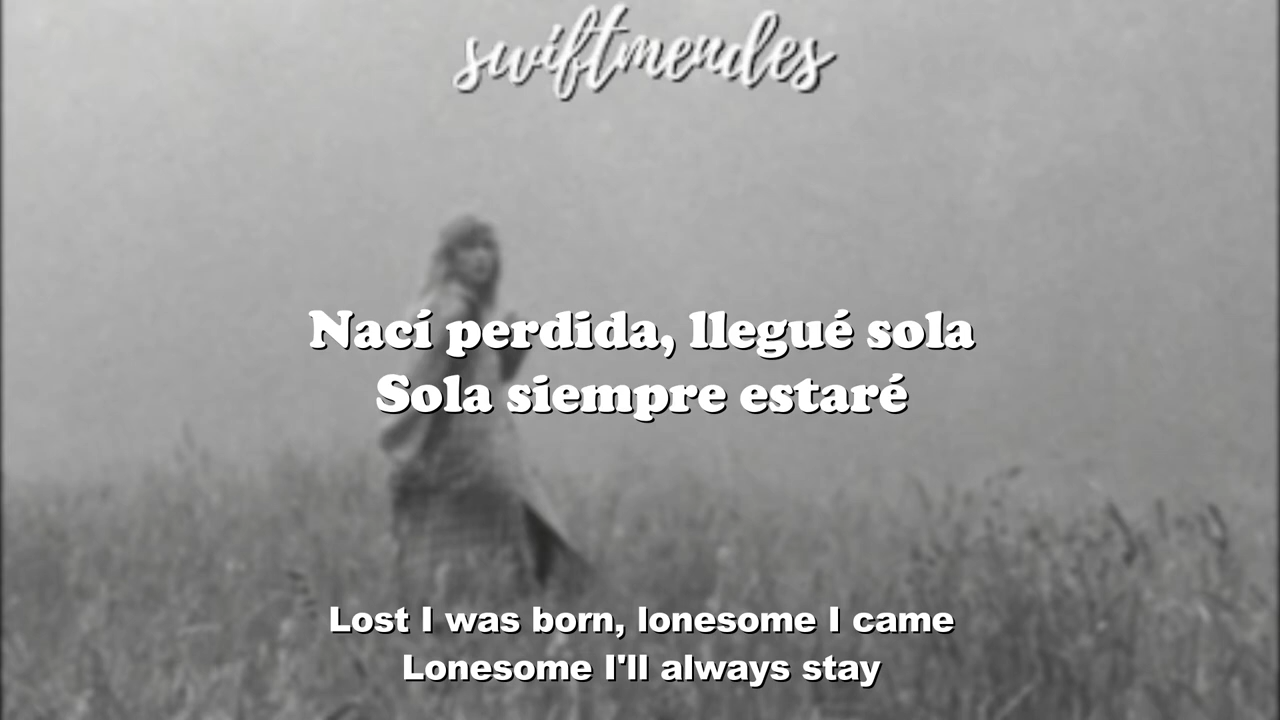 swiftmendes
Nací perdida, llegué sola
Sola siempre estaré
Lost I was born, lonesome I came
Lonesome I'll always stay